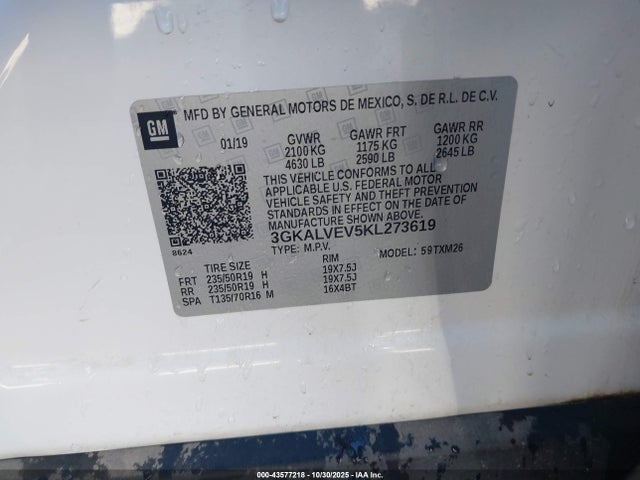 MFD BY GENERAL MOTORS DE MEXICO, S. DE R.L. DE C.V.
GM
01/19 GVWR GAWR FRT GAWR RR
2100 KG 1175 KG 1200 KG
4630 LB 2590 LB 2645 LB
THIS VEHICLE CONFORMS TO ALL
APPLICABLE U.S. FEDERAL MOTOR
VEHICLE SAFETY AND THEFT PREVENTION
STANDARDS IN EFFECT ON THE DATE OF
MANUFACTURE SHOWN ABOVE.
3GKALVEV5KL273619
8624
TYPE: M.P.V. MODEL: 59TXM26
TIRE SIZE RIM
FRT 235/50R19 H 19X7.5J
RR 235/50R19 H 19X7.5J
SPA T135/70R16 M 16X4BT
000-43577218 - 10/30/2025 - IAAI.com